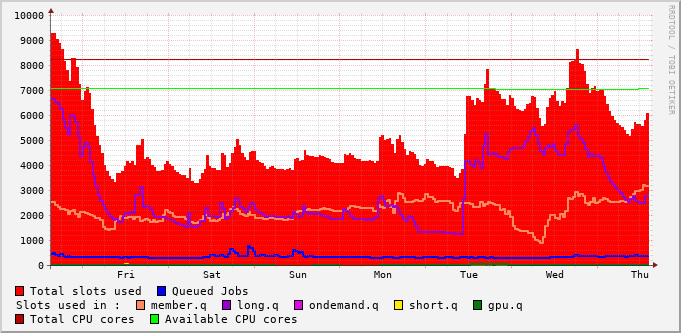 10000
9000
8000
7000
6000
5000
4000
3000
2000
1000
0
Fri Sat Sun Mon Tue Wed Thu
Total slots used Queued Jobs
Slots used in : member.q long.q ondemand.q short.q gpu.q
Total CPU cores Available CPU cores
RRDTOOL / TOBI OETIKER